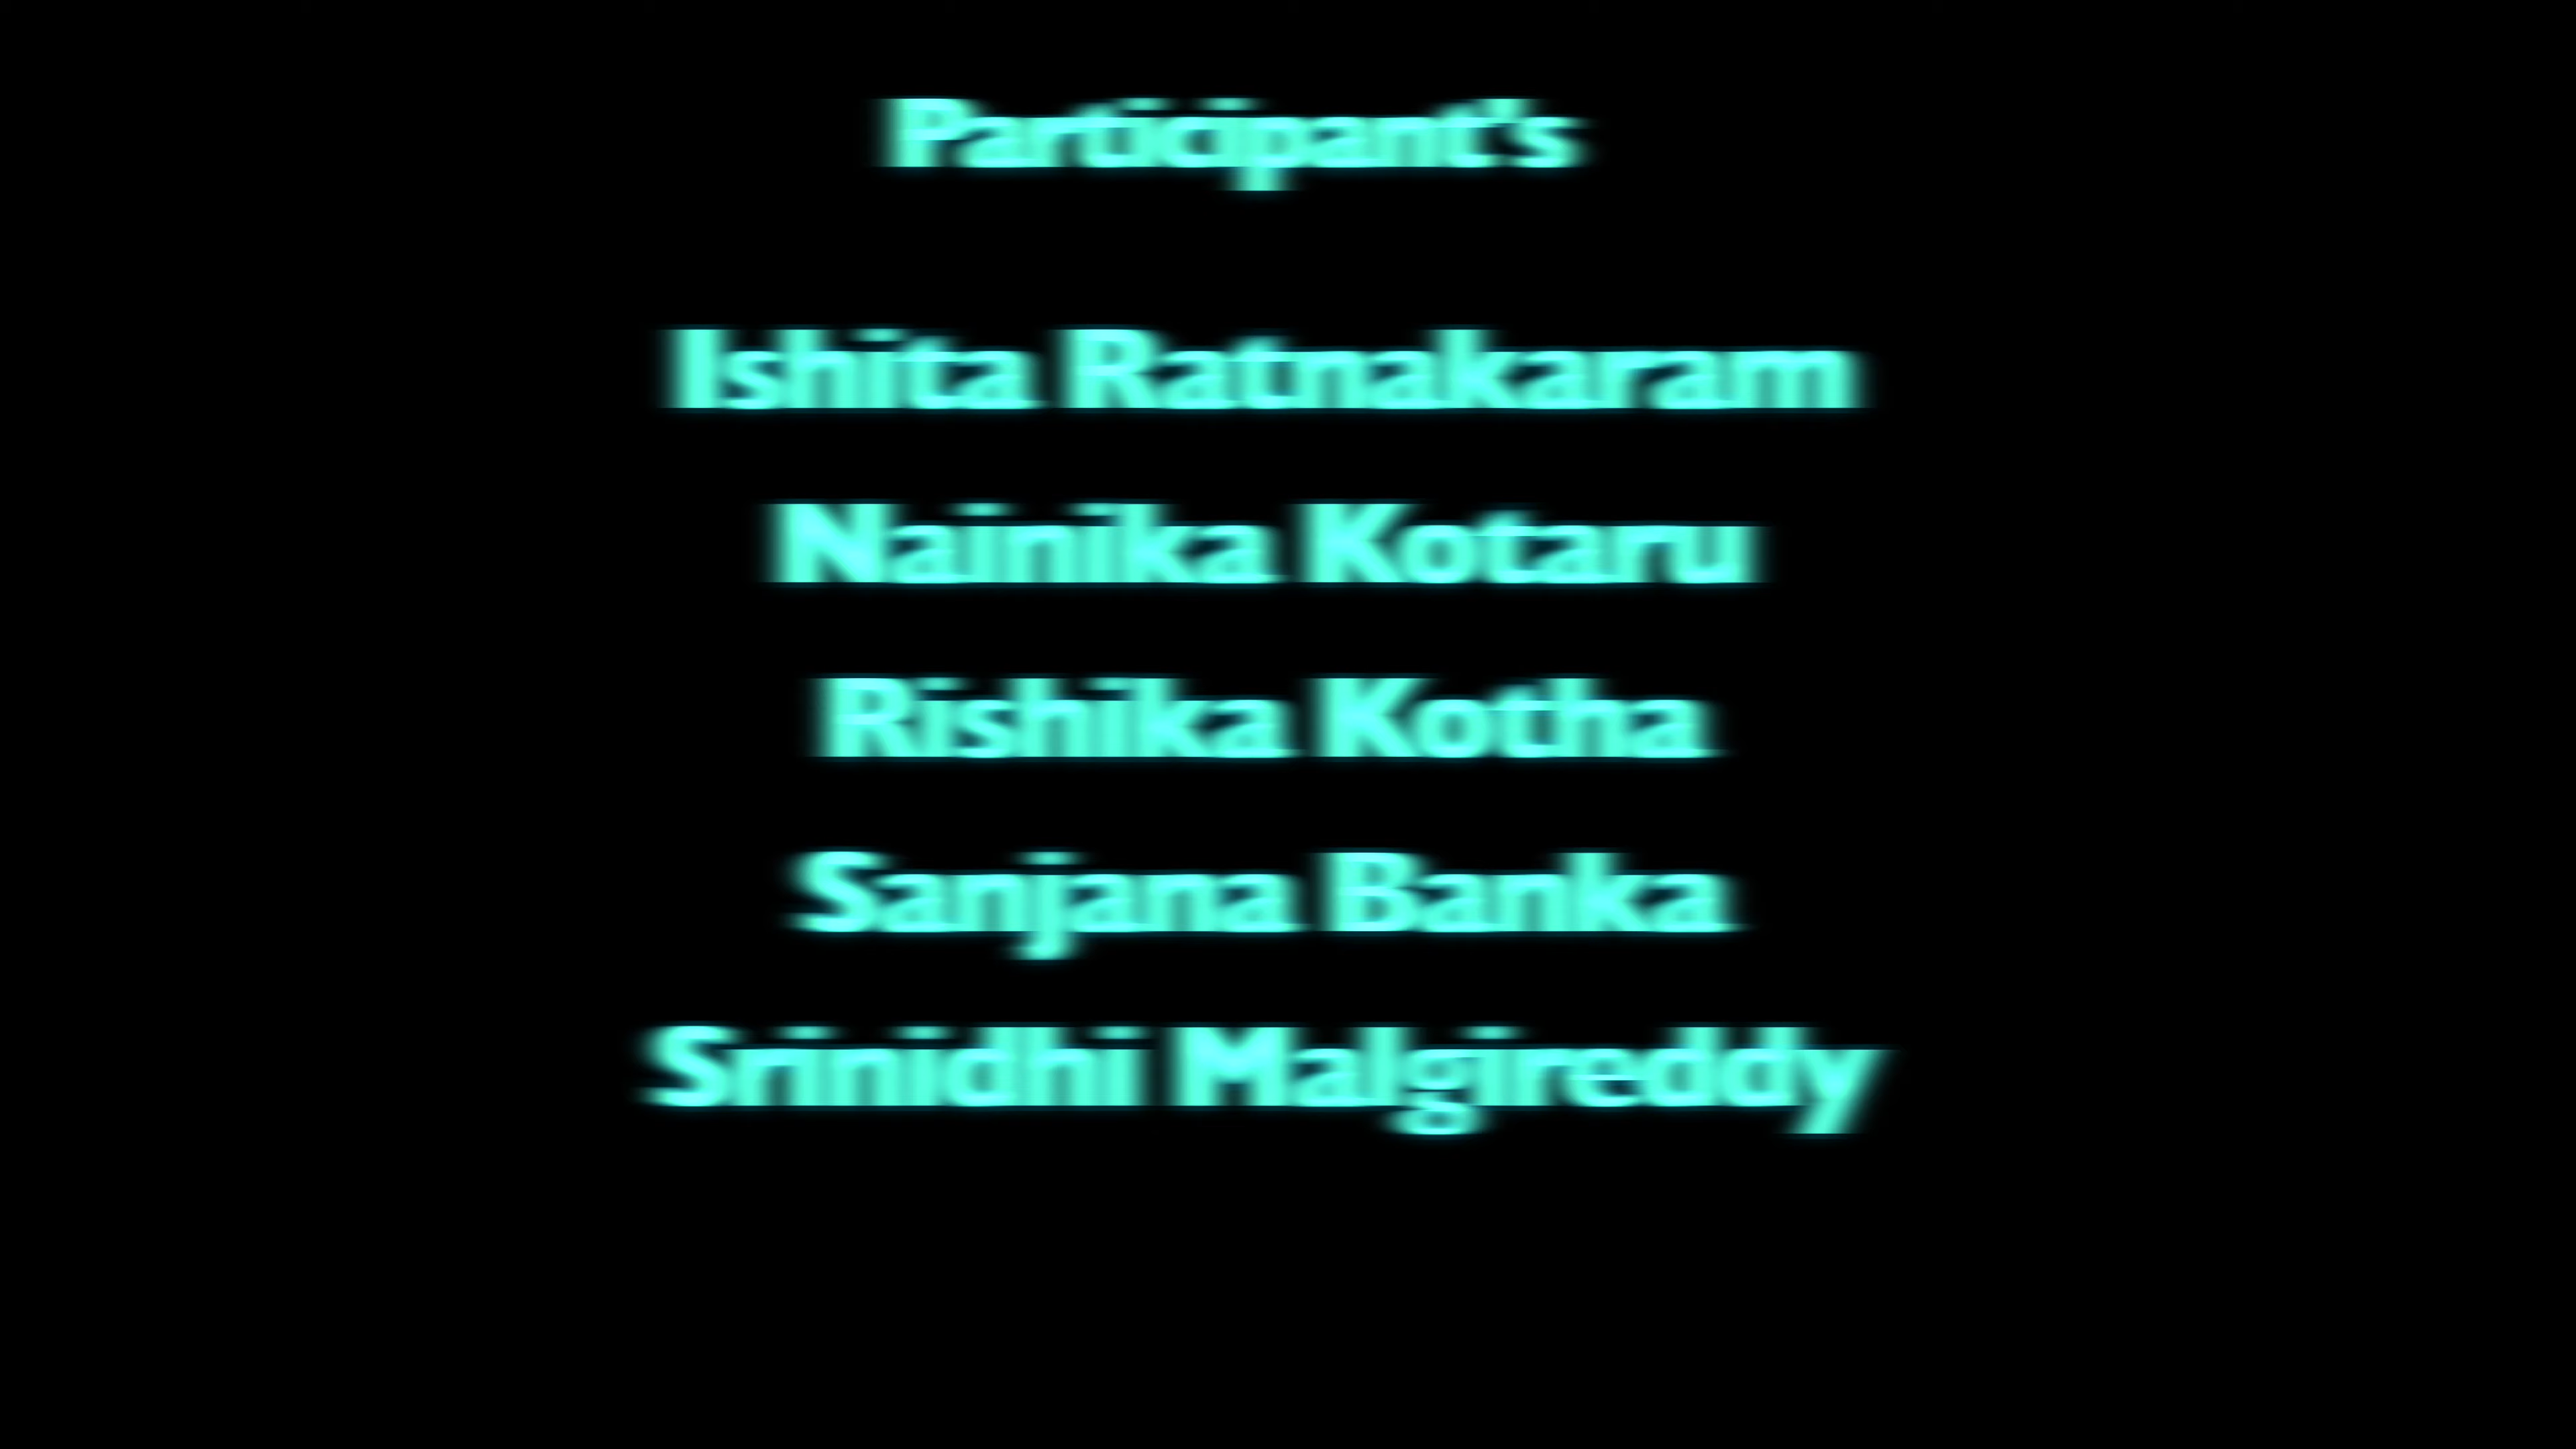 Participant's
Ishita Ratnakaram
Nainika Kotaru
Rishika Kotha
Sanjana Banka
Srinidhi Malgireddy